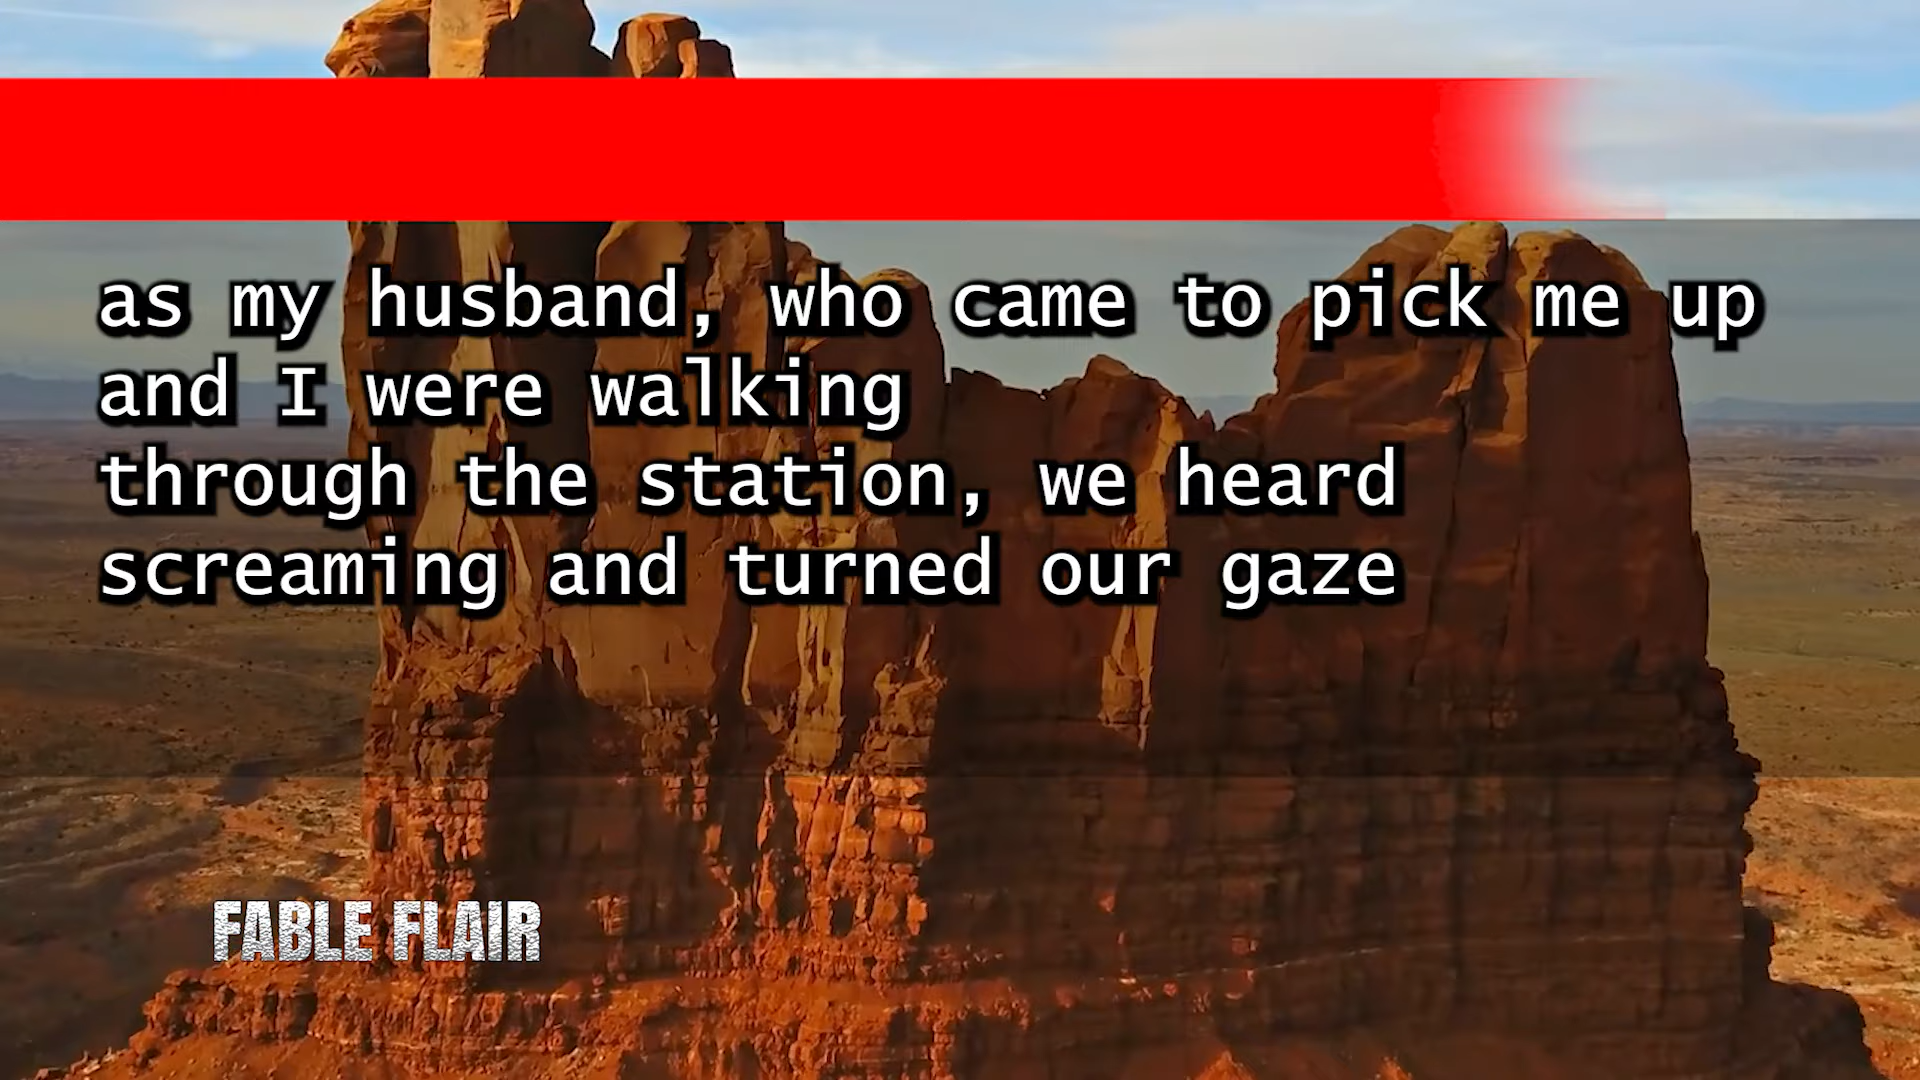 as my husband, who came to pick me up
and I were walking
through the station, we heard
screaming and turned our gaze
FABLE FLAIR